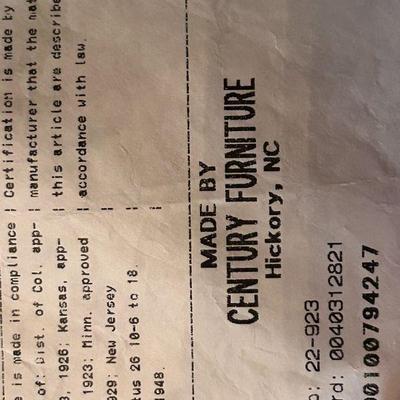 Certification is made by
manufacturer that the mat
this article are describe
accordance with law.
e is made in compliance
of: Dist. of Col. app-
3, 1926; Kansas, app-
1923; Minn. approved
929; New Jersey
tus 26 10-6 to 18.
1948.
MADE BY
CENTURY FURNITURE
Hickory, NC
o: 22-923
rd: 0040312821
00100794247